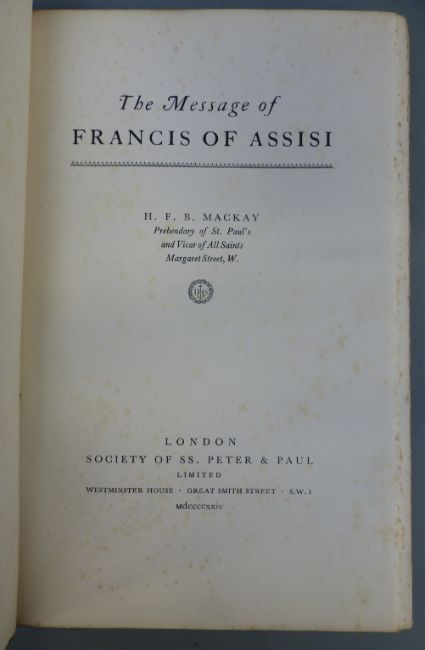 The Message of
FRANCIS OF ASSISI
H. F. B. MACKAY
Prebendary of St. Paul's
and Vicar of All Saints
Margaret Street, W.
IHS
LONDON
SOCIETY OF SS. PETER & PAUL
LIMITED
WESTMINSTER HOUSE · GREAT SMITH STREET · S.W. 1
Mdccccxxiv